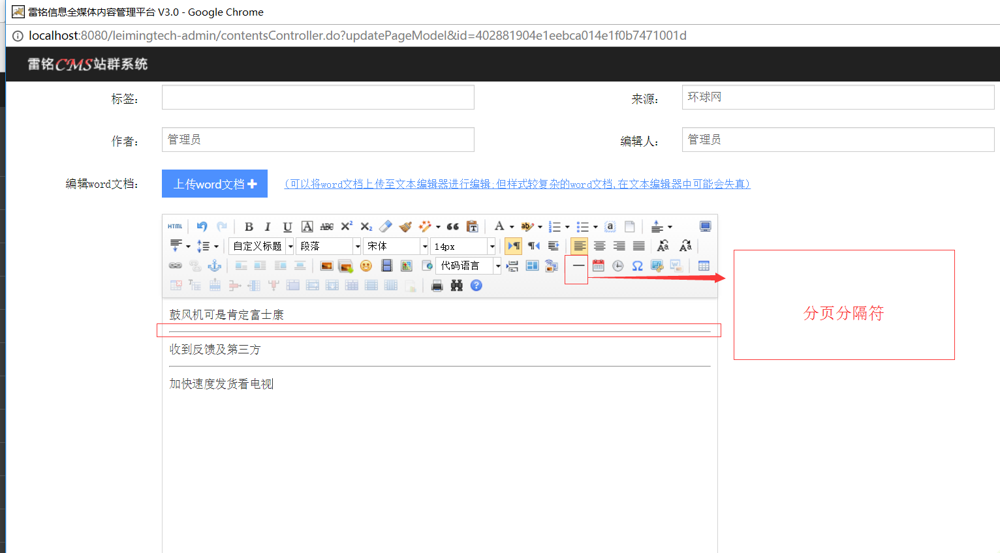 雷铭信息全媒体内容管理平台 V3.0 - Google Chrome
localhost:8080/leimingtech-admin/contentsController.do?updatePageModel&id=402881904e1eebca014e1f0b7471001d
雷铭CMS站群系统
标签：
来源： 环球网
作者： 管理员
编辑人： 管理员
编辑word文档： 上传word文档 (可以将word文档上传至文本编辑器进行编辑;但样式较复杂的word文档,在文本编辑器中可能会失真)
HTML B I U A ABC X² X₂ T A ab a
自定义标题 段落 宋体 14px Aa Aa
代码语言 Ω W
?
分页分隔符
鼓风机可是肯定富士康
收到反馈及第三方
加快速度发货看电视